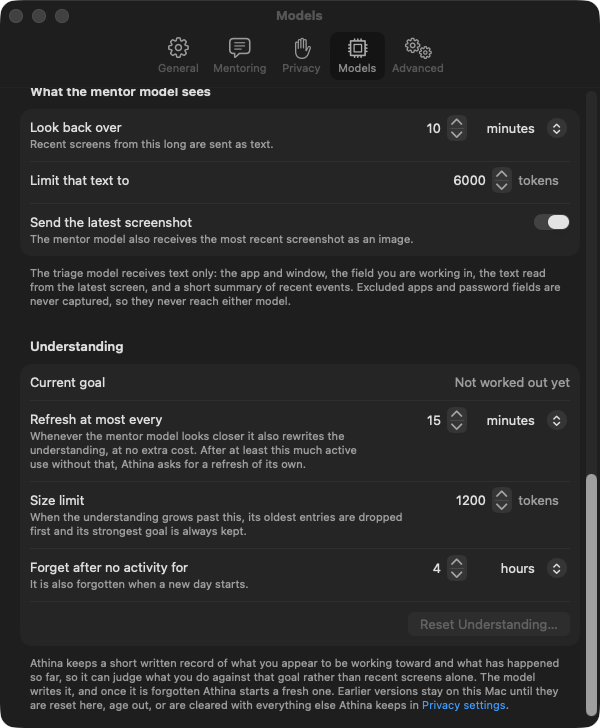 Models
General
Mentoring
Privacy
Models
Advanced
What the mentor model sees
Look back over
10
minutes
Recent screens from this long are sent as text.
Limit that text to
6000
tokens
Send the latest screenshot
The mentor model also receives the most recent screenshot as an image.
The triage model receives text only: the app and window, the field you are working in, the text read
from the latest screen, and a short summary of recent events. Excluded apps and password fields are
never captured, so they never reach either model.
Understanding
Current goal
Not worked out yet
Refresh at most every
15
minutes
Whenever the mentor model looks closer it also rewrites the
understanding, at no extra cost. After at least this much active
use without that, Athina asks for a refresh of its own.
Size limit
1200
tokens
When the understanding grows past this, its oldest entries are dropped
first and its strongest goal is always kept.
Forget after no activity for
4
hours
It is also forgotten when a new day starts.
Reset Understanding...
Athina keeps a short written record of what you appear to be working toward and what has happened
so far, so it can judge what you do against that goal rather than recent screens alone. The model
writes it, and once it is forgotten Athina starts a fresh one. Earlier versions stay on this Mac until they
are reset here, age out, or are cleared with everything else Athina keeps in Privacy settings.